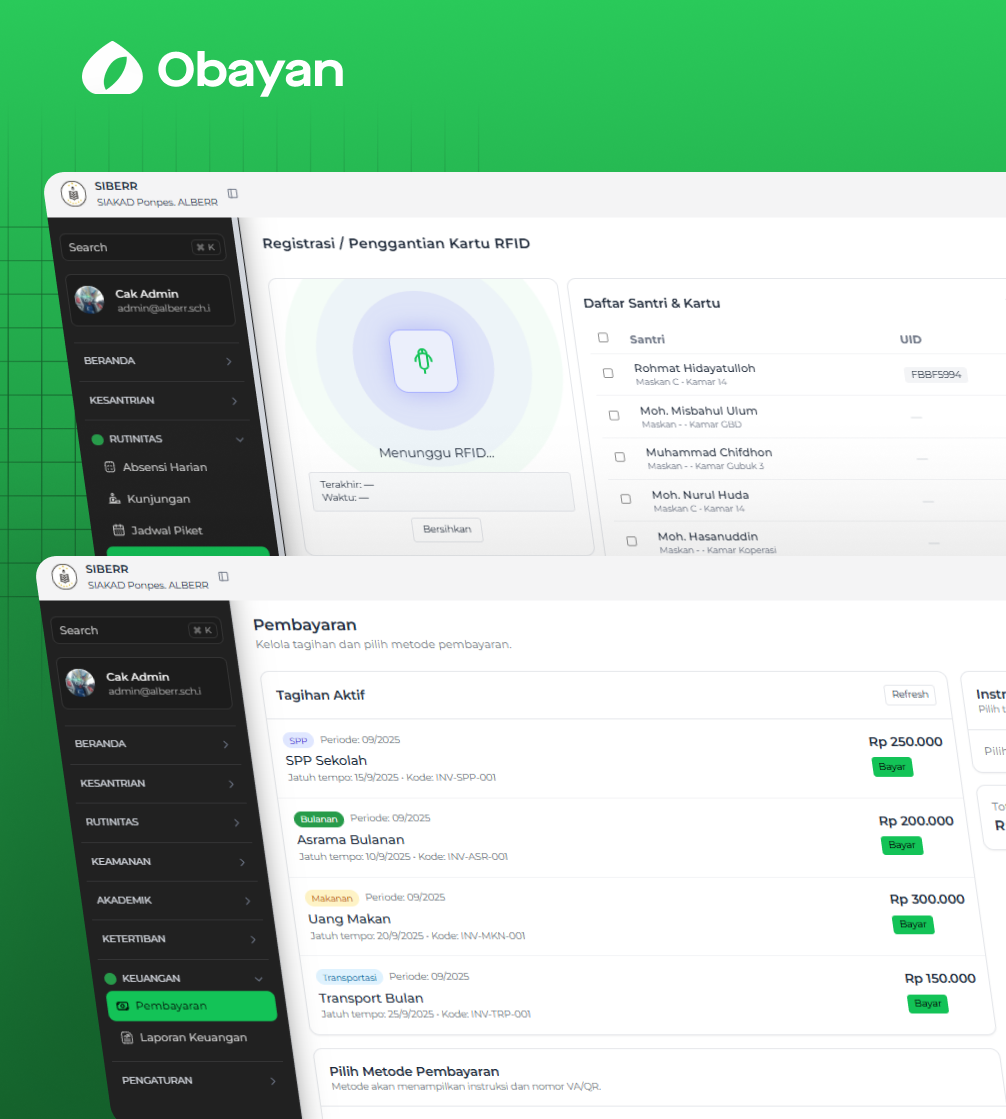 Obayan
SIBERR
SIAKAD Ponpes. ALBERR
Search
⌘ K
Cak Admin
admin@alberr.sch.i
BERANDA
KESANTRIAN
RUTINITAS
Absensi Harian
Kunjungan
Jadwal Piket
Registrasi / Penggantian Kartu RFID
Menunggu RFID...
Terakhir: —
Waktu: —
Bersihkan
Daftar Santri & Kartu
Santri UID
Rohmat Hidayatulloh
Maskan C - Kamar 14
FBBF5994
Moh. Misbahul Ulum
Maskan - - Kamar GBD
—
Muhammad Chifdhon
Maskan - - Kamar Gubuk 3
—
Moh. Nurul Huda
Maskan C - Kamar 14
—
Moh. Hasanuddin
Maskan - - Kamar Koperasi
—
SIBERR
SIAKAD Ponpes. ALBERR
Search
⌘ K
Cak Admin
admin@alberr.sch.i
BERANDA
KESANTRIAN
RUTINITAS
KEAMANAN
AKADEMIK
KETERTIBAN
KEUANGAN
Pembayaran
Laporan Keuangan
PENGATURAN
Pembayaran
Kelola tagihan dan pilih metode pembayaran.
Tagihan Aktif
Refresh
SPP Periode: 09/2025
SPP Sekolah
Jatuh tempo: 15/9/2025 • Kode: INV-SPP-001
Rp 250.000
Bayar
Bulanan Periode: 09/2025
Asrama Bulanan
Jatuh tempo: 10/9/2025 • Kode: INV-ASR-001
Rp 200.000
Bayar
Makanan Periode: 09/2025
Uang Makan
Jatuh tempo: 20/9/2025 • Kode: INV-MKN-001
Rp 300.000
Bayar
Transportasi Periode: 09/2025
Transport Bulan
Jatuh tempo: 25/9/2025 • Kode: INV-TRP-001
Rp 150.000
Bayar
Pilih Metode Pembayaran
Metode akan menampilkan instruksi dan nomor VA/QR.
Instr
Pilih t
Pilih
To
R